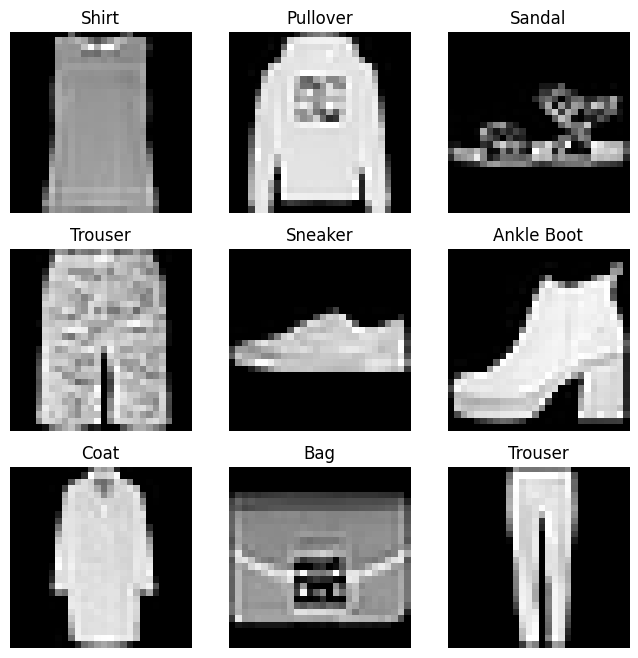 Shirt
Pullover
Sandal
Trouser
Sneaker
Ankle Boot
Coat
Bag
Trouser